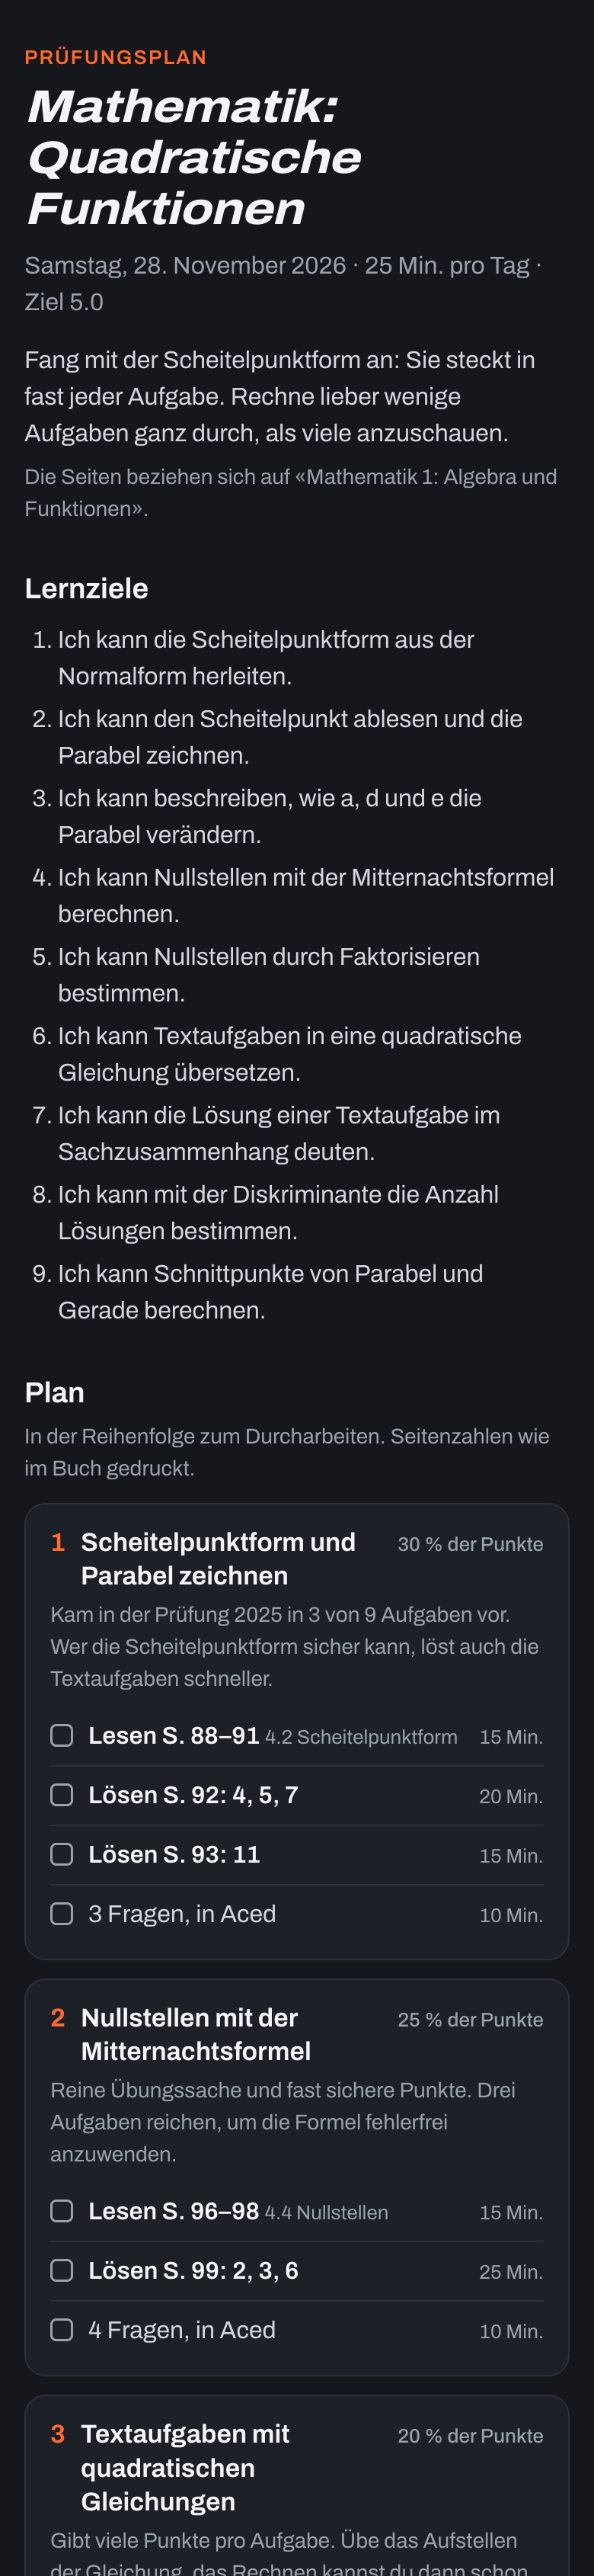 PRÜFUNGSPLAN
Mathematik:
Quadratische
Funktionen
Samstag, 28. November 2026 · 25 Min. pro Tag ·
Ziel 5.0
Fang mit der Scheitelpunktform an: Sie steckt in
fast jeder Aufgabe. Rechne lieber wenige
Aufgaben ganz durch, als viele anzuschauen.
Die Seiten beziehen sich auf «Mathematik 1: Algebra und
Funktionen».
Lernziele
1. Ich kann die Scheitelpunktform aus der
Normalform herleiten.
2. Ich kann den Scheitelpunkt ablesen und die
Parabel zeichnen.
3. Ich kann beschreiben, wie a, d und e die
Parabel verändern.
4. Ich kann Nullstellen mit der Mitternachtsformel
berechnen.
5. Ich kann Nullstellen durch Faktorisieren
bestimmen.
6. Ich kann Textaufgaben in eine quadratische
Gleichung übersetzen.
7. Ich kann die Lösung einer Textaufgabe im
Sachzusammenhang deuten.
8. Ich kann mit der Diskriminante die Anzahl
Lösungen bestimmen.
9. Ich kann Schnittpunkte von Parabel und
Gerade berechnen.
Plan
In der Reihenfolge zum Durcharbeiten. Seitenzahlen wie
im Buch gedruckt.
1 Scheitelpunktform und 30 % der Punkte
Parabel zeichnen
Kam in der Prüfung 2025 in 3 von 9 Aufgaben vor.
Wer die Scheitelpunktform sicher kann, löst auch die
Textaufgaben schneller.
Lesen S. 88–91 4.2 Scheitelpunktform 15 Min.
Lösen S. 92: 4, 5, 7 20 Min.
Lösen S. 93: 11 15 Min.
3 Fragen, in Aced 10 Min.
2 Nullstellen mit der 25 % der Punkte
Mitternachtsformel
Reine Übungssache und fast sichere Punkte. Drei
Aufgaben reichen, um die Formel fehlerfrei
anzuwenden.
Lesen S. 96–98 4.4 Nullstellen 15 Min.
Lösen S. 99: 2, 3, 6 25 Min.
4 Fragen, in Aced 10 Min.
3 Textaufgaben mit 20 % der Punkte
quadratischen
Gleichungen
Gibt viele Punkte pro Aufgabe. Übe das Aufstellen
der Gleichung, das Rechnen kannst du dann schon